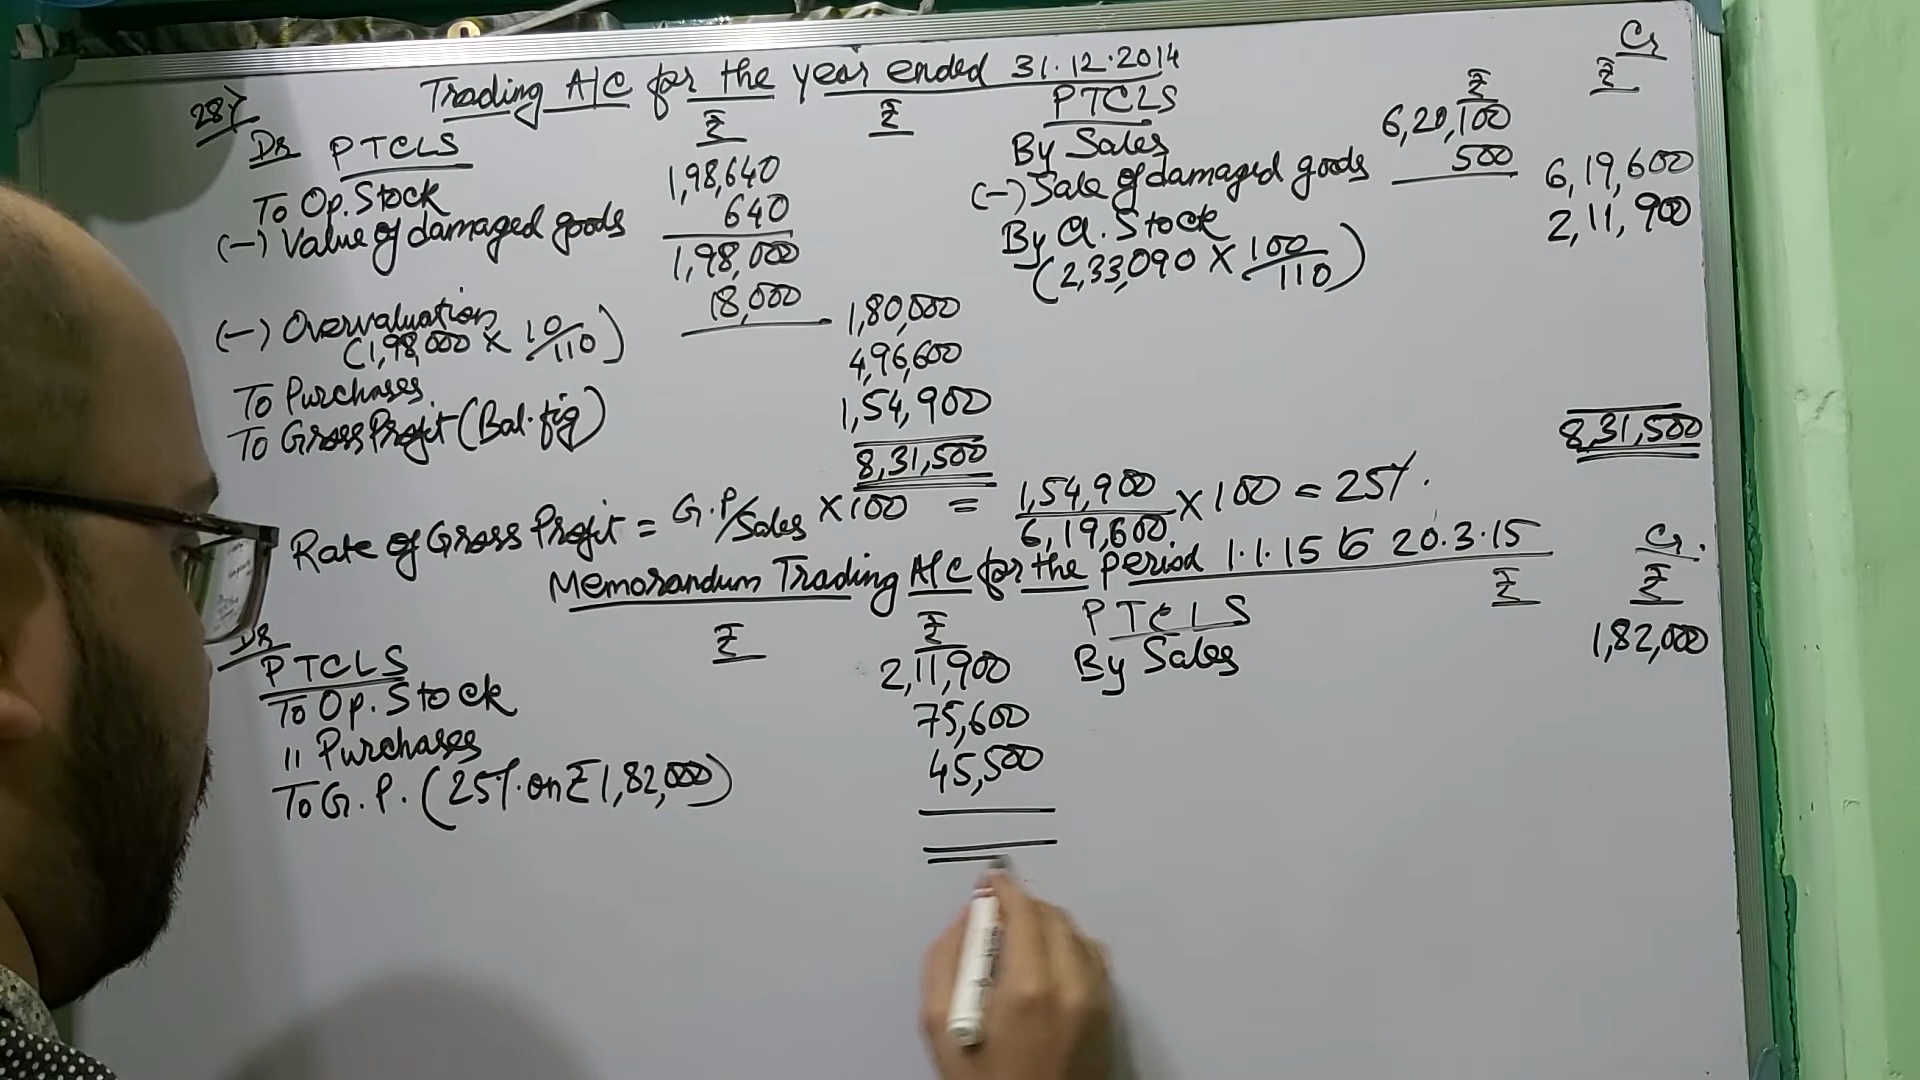 28) Trading A/C for the year ended 31.12.2014
Dr PTCLS ₹ ₹ PTCLS ₹ ₹ Cr
To Op. Stock 1,98,640
(-) Value of damaged goods 640
1,98,000
(-) Overvaluation 18,000 1,80,000
(1,98,000 × 10/110)
To Purchases 4,96,600
To Gross Profit (Bal. fig) 1,54,900
8,31,500
By Sales 6,20,100
(-) Sale of damaged goods 500 6,19,600
By Cl. Stock 2,11,900
(2,33,090 × 100/110)
8,31,500
Rate of Gross Profit = G.P/Sales × 100 = 1,54,900/6,19,600 × 100 = 25%.
Memorandum Trading A/C for the Period 1.1.15 to 20.3.15
Dr ₹ ₹ PTCLS ₹ ₹ Cr.
PTCLS
To Op. Stock 2,11,900
" Purchases 75,600
To G.P. (25% on ₹1,82,000) 45,500
By Sales 1,82,000